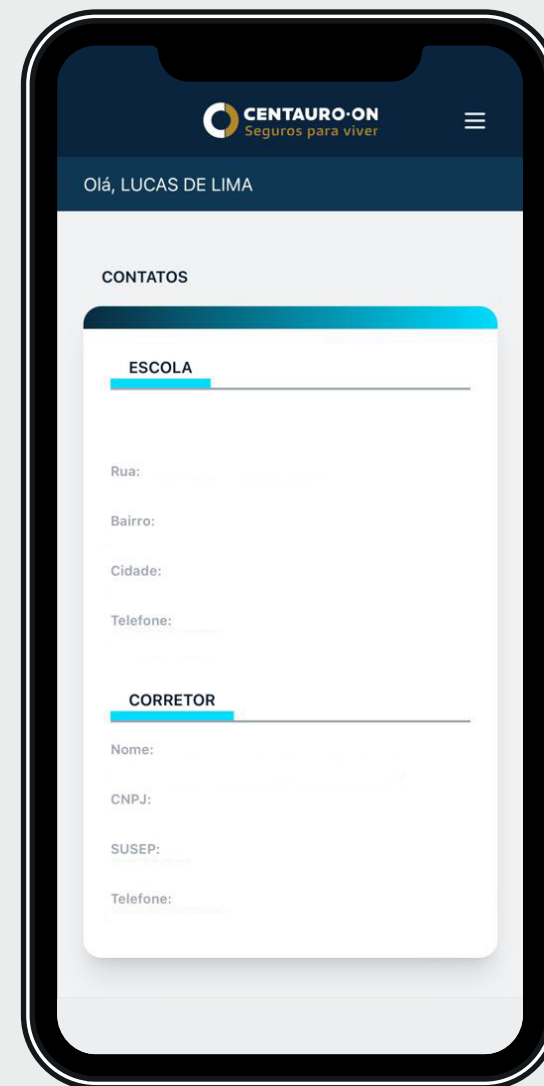 CENTAURO·ON
Seguros para viver
Olá, LUCAS DE LIMA
CONTATOS
ESCOLA
Rua:
Bairro:
Cidade:
Telefone:
CORRETOR
Nome:
CNPJ:
SUSEP:
Telefone: